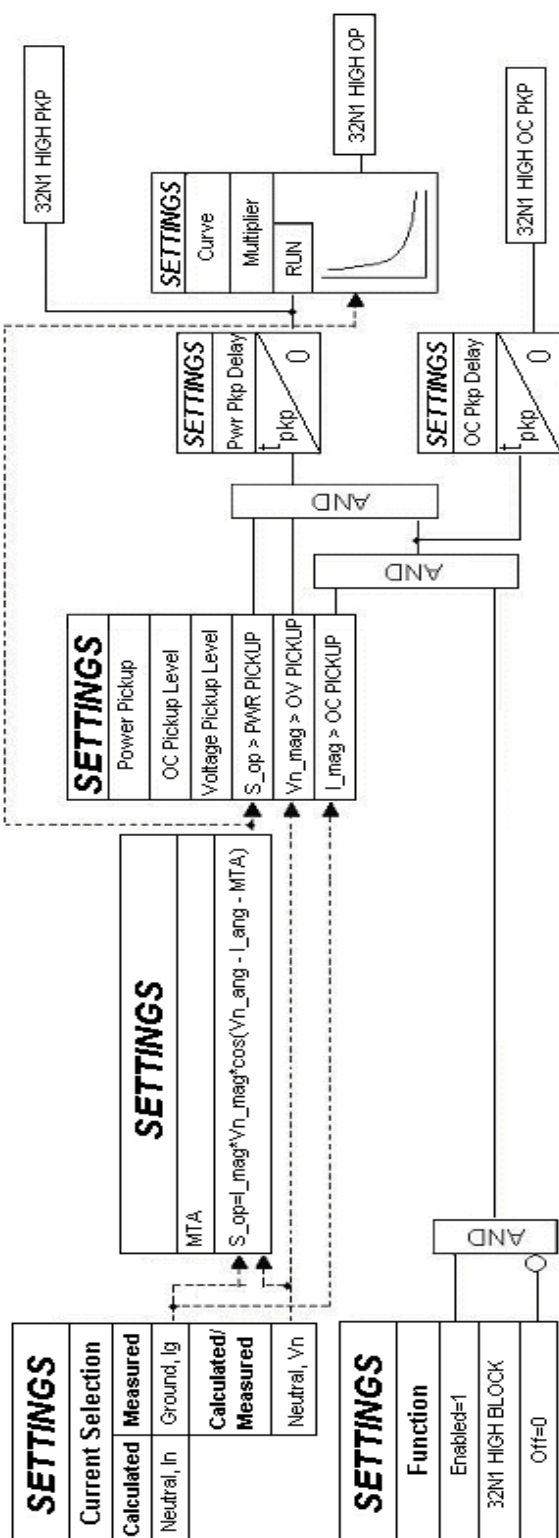 SETTINGS
Current Selection
Calculated Measured
Neutral, In Ground, Ig
Calculated/
Measured
Neutral, Vn
SETTINGS
Function
Enabled=1
32N1 HIGH BLOCK
Off=0
AND
SETTINGS
MTA
S_op=I_mag*Vn_mag*cos(Vn_ang - I_ang - MTA)
SETTINGS
Power Pickup
OC Pickup Level
Voltage Pickup Level
S_op > PWR PICKUP
Vn_mag > OV PICKUP
I_mag > OC PICKUP
AND
AND
SETTINGS
Pwr Pkp Delay
tpkp
0
SETTINGS
OC Pkp Delay
tpkp
0
SETTINGS
Curve
Multiplier
RUN
32N1 HIGH PKP
32N1 HIGH OP
32N1 HIGH OC PKP